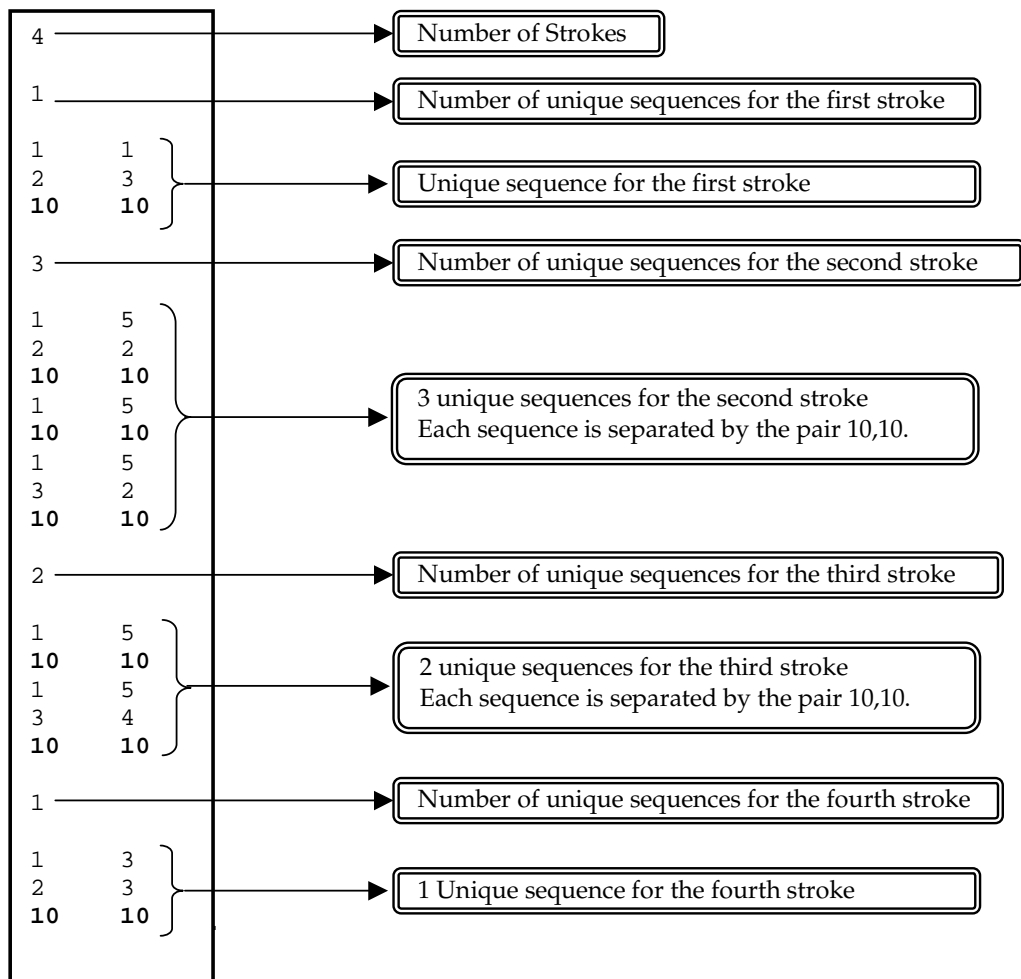 4 Number of Strokes
1 Number of unique sequences for the first stroke
1 1
2 3
10 10
Unique sequence for the first stroke
3 Number of unique sequences for the second stroke
1 5
2 2
10 10
1 5
10 10
1 5
3 2
10 10
3 unique sequences for the second stroke
Each sequence is separated by the pair 10,10.
2 Number of unique sequences for the third stroke
1 5
10 10
1 5
3 4
10 10
2 unique sequences for the third stroke
Each sequence is separated by the pair 10,10.
1 Number of unique sequences for the fourth stroke
1 3
2 3
10 10
1 Unique sequence for the fourth stroke